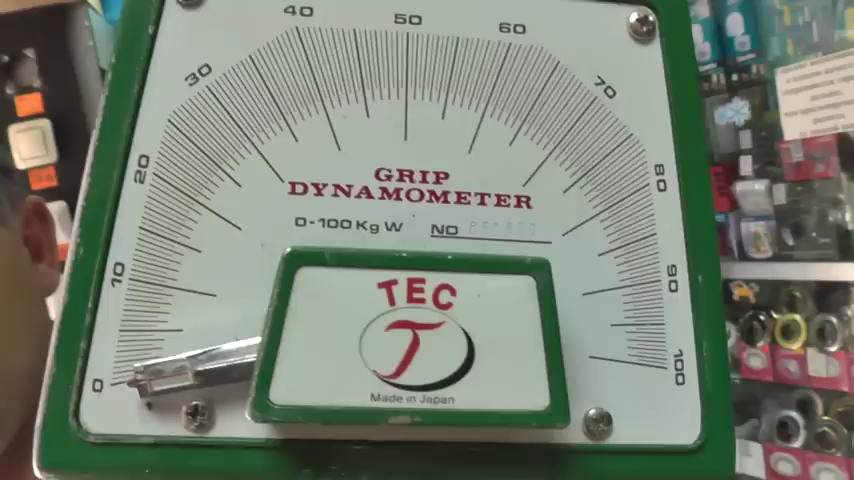 40 50 60
30 70
20 80
10 90
0 100
GRIP
DYNAMOMETER
0-100 Kg W NO
TEC
T
Made in Japan